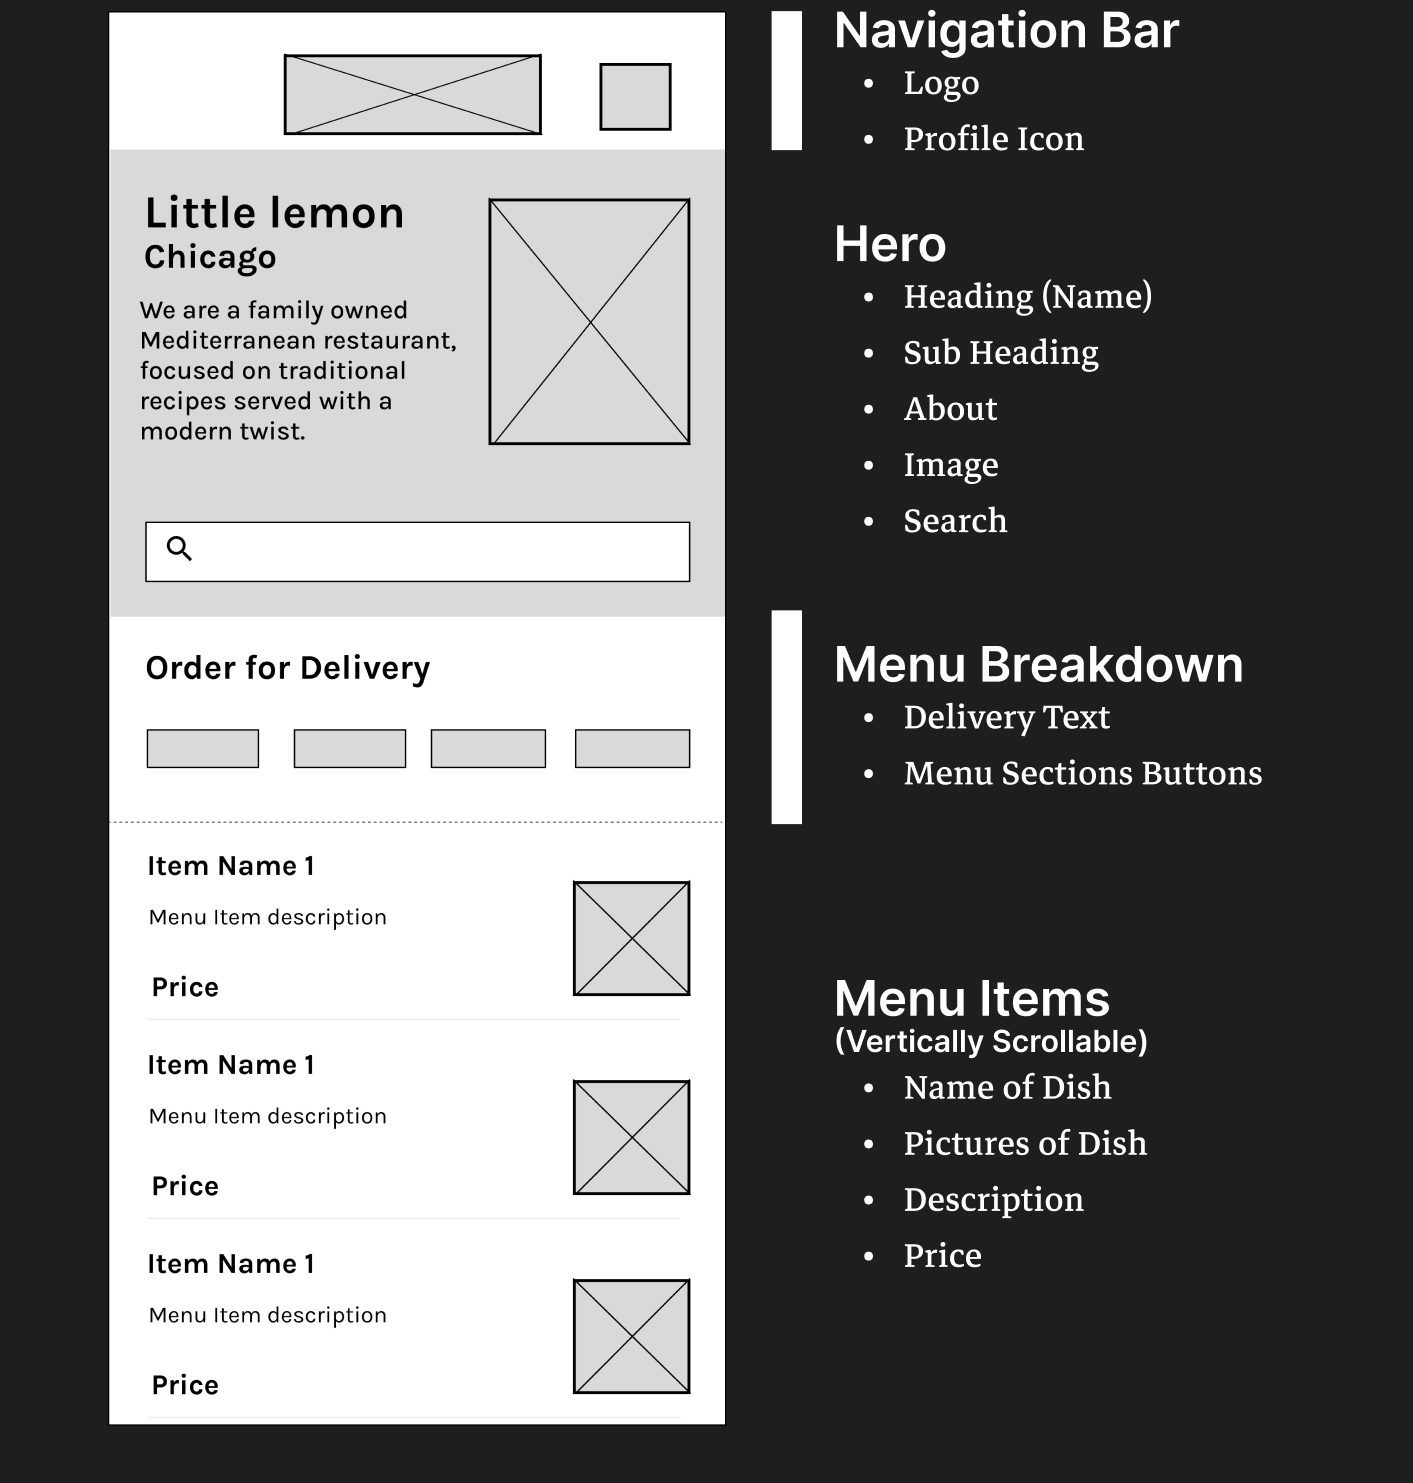 Little lemon
Chicago
We are a family owned
Mediterranean restaurant,
focused on traditional
recipes served with a
modern twist.
Order for Delivery
Item Name 1
Menu Item description
Price
Item Name 1
Menu Item description
Price
Item Name 1
Menu Item description
Price
Navigation Bar
• Logo
• Profile Icon
Hero
• Heading (Name)
• Sub Heading
• About
• Image
• Search
Menu Breakdown
• Delivery Text
• Menu Sections Buttons
Menu Items
(Vertically Scrollable)
• Name of Dish
• Pictures of Dish
• Description
• Price